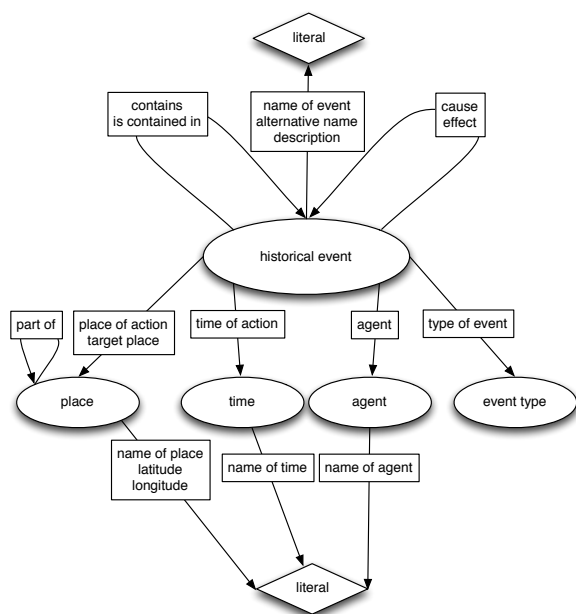 literal
contains
is contained in
name of event
alternative name
description
cause
effect
historical event
part of
place of action
target place
time of action
agent
type of event
place
time
agent
event type
name of place
latitude
longitude
name of time
name of agent
literal